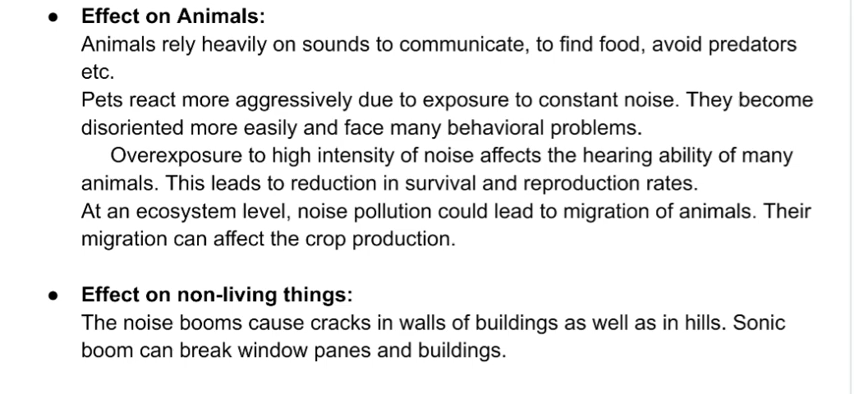 ● Effect on Animals:
Animals rely heavily on sounds to communicate, to find food, avoid predators
etc.
Pets react more aggressively due to exposure to constant noise. They become
disoriented more easily and face many behavioral problems.
Overexposure to high intensity of noise affects the hearing ability of many
animals. This leads to reduction in survival and reproduction rates.
At an ecosystem level, noise pollution could lead to migration of animals. Their
migration can affect the crop production.
● Effect on non-living things:
The noise booms cause cracks in walls of buildings as well as in hills. Sonic
boom can break window panes and buildings.